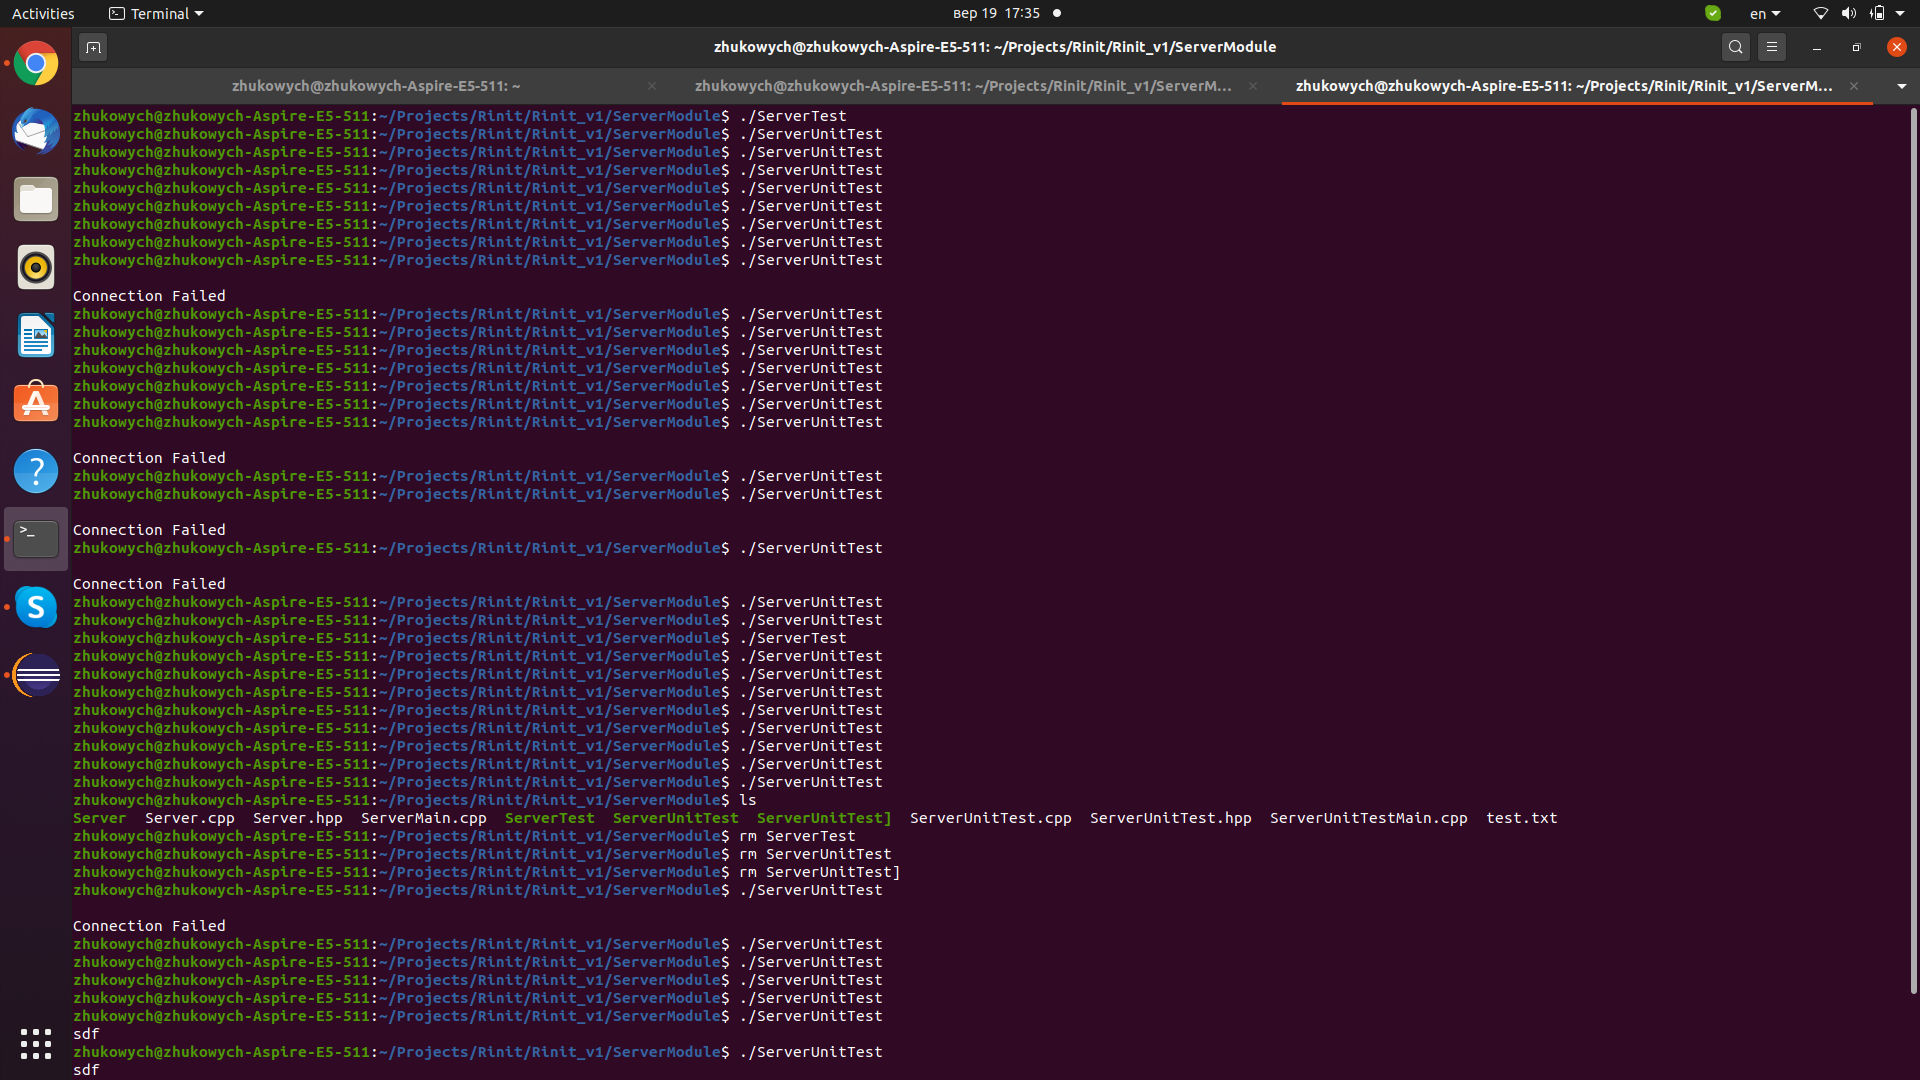 Activities Terminal вер 19 17:35 en
zhukowych@zhukowych-Aspire-E5-511: ~/Projects/Rinit/Rinit_v1/ServerModule
zhukowych@zhukowych-Aspire-E5-511: ~ zhukowych@zhukowych-Aspire-E5-511: ~/Projects/Rinit/Rinit_v1/ServerM... zhukowych@zhukowych-Aspire-E5-511: ~/Projects/Rinit/Rinit_v1/ServerM...
zhukowych@zhukowych-Aspire-E5-511:~/Projects/Rinit/Rinit_v1/ServerModule$ ./ServerTest
zhukowych@zhukowych-Aspire-E5-511:~/Projects/Rinit/Rinit_v1/ServerModule$ ./ServerUnitTest
zhukowych@zhukowych-Aspire-E5-511:~/Projects/Rinit/Rinit_v1/ServerModule$ ./ServerUnitTest
zhukowych@zhukowych-Aspire-E5-511:~/Projects/Rinit/Rinit_v1/ServerModule$ ./ServerUnitTest
zhukowych@zhukowych-Aspire-E5-511:~/Projects/Rinit/Rinit_v1/ServerModule$ ./ServerUnitTest
zhukowych@zhukowych-Aspire-E5-511:~/Projects/Rinit/Rinit_v1/ServerModule$ ./ServerUnitTest
zhukowych@zhukowych-Aspire-E5-511:~/Projects/Rinit/Rinit_v1/ServerModule$ ./ServerUnitTest
zhukowych@zhukowych-Aspire-E5-511:~/Projects/Rinit/Rinit_v1/ServerModule$ ./ServerUnitTest
zhukowych@zhukowych-Aspire-E5-511:~/Projects/Rinit/Rinit_v1/ServerModule$ ./ServerUnitTest
Connection Failed
zhukowych@zhukowych-Aspire-E5-511:~/Projects/Rinit/Rinit_v1/ServerModule$ ./ServerUnitTest
zhukowych@zhukowych-Aspire-E5-511:~/Projects/Rinit/Rinit_v1/ServerModule$ ./ServerUnitTest
zhukowych@zhukowych-Aspire-E5-511:~/Projects/Rinit/Rinit_v1/ServerModule$ ./ServerUnitTest
zhukowych@zhukowych-Aspire-E5-511:~/Projects/Rinit/Rinit_v1/ServerModule$ ./ServerUnitTest
zhukowych@zhukowych-Aspire-E5-511:~/Projects/Rinit/Rinit_v1/ServerModule$ ./ServerUnitTest
zhukowych@zhukowych-Aspire-E5-511:~/Projects/Rinit/Rinit_v1/ServerModule$ ./ServerUnitTest
zhukowych@zhukowych-Aspire-E5-511:~/Projects/Rinit/Rinit_v1/ServerModule$ ./ServerUnitTest
Connection Failed
zhukowych@zhukowych-Aspire-E5-511:~/Projects/Rinit/Rinit_v1/ServerModule$ ./ServerUnitTest
zhukowych@zhukowych-Aspire-E5-511:~/Projects/Rinit/Rinit_v1/ServerModule$ ./ServerUnitTest
Connection Failed
zhukowych@zhukowych-Aspire-E5-511:~/Projects/Rinit/Rinit_v1/ServerModule$ ./ServerUnitTest
Connection Failed
zhukowych@zhukowych-Aspire-E5-511:~/Projects/Rinit/Rinit_v1/ServerModule$ ./ServerUnitTest
zhukowych@zhukowych-Aspire-E5-511:~/Projects/Rinit/Rinit_v1/ServerModule$ ./ServerUnitTest
zhukowych@zhukowych-Aspire-E5-511:~/Projects/Rinit/Rinit_v1/ServerModule$ ./ServerTest
zhukowych@zhukowych-Aspire-E5-511:~/Projects/Rinit/Rinit_v1/ServerModule$ ./ServerUnitTest
zhukowych@zhukowych-Aspire-E5-511:~/Projects/Rinit/Rinit_v1/ServerModule$ ./ServerUnitTest
zhukowych@zhukowych-Aspire-E5-511:~/Projects/Rinit/Rinit_v1/ServerModule$ ./ServerUnitTest
zhukowych@zhukowych-Aspire-E5-511:~/Projects/Rinit/Rinit_v1/ServerModule$ ./ServerUnitTest
zhukowych@zhukowych-Aspire-E5-511:~/Projects/Rinit/Rinit_v1/ServerModule$ ./ServerUnitTest
zhukowych@zhukowych-Aspire-E5-511:~/Projects/Rinit/Rinit_v1/ServerModule$ ./ServerUnitTest
zhukowych@zhukowych-Aspire-E5-511:~/Projects/Rinit/Rinit_v1/ServerModule$ ./ServerUnitTest
zhukowych@zhukowych-Aspire-E5-511:~/Projects/Rinit/Rinit_v1/ServerModule$ ./ServerUnitTest
zhukowych@zhukowych-Aspire-E5-511:~/Projects/Rinit/Rinit_v1/ServerModule$ ls
Server Server.cpp Server.hpp ServerMain.cpp ServerTest ServerUnitTest ServerUnitTest] ServerUnitTest.cpp ServerUnitTest.hpp ServerUnitTestMain.cpp test.txt
zhukowych@zhukowych-Aspire-E5-511:~/Projects/Rinit/Rinit_v1/ServerModule$ rm ServerTest
zhukowych@zhukowych-Aspire-E5-511:~/Projects/Rinit/Rinit_v1/ServerModule$ rm ServerUnitTest
zhukowych@zhukowych-Aspire-E5-511:~/Projects/Rinit/Rinit_v1/ServerModule$ rm ServerUnitTest]
zhukowych@zhukowych-Aspire-E5-511:~/Projects/Rinit/Rinit_v1/ServerModule$ ./ServerUnitTest
Connection Failed
zhukowych@zhukowych-Aspire-E5-511:~/Projects/Rinit/Rinit_v1/ServerModule$ ./ServerUnitTest
zhukowych@zhukowych-Aspire-E5-511:~/Projects/Rinit/Rinit_v1/ServerModule$ ./ServerUnitTest
zhukowych@zhukowych-Aspire-E5-511:~/Projects/Rinit/Rinit_v1/ServerModule$ ./ServerUnitTest
zhukowych@zhukowych-Aspire-E5-511:~/Projects/Rinit/Rinit_v1/ServerModule$ ./ServerUnitTest
zhukowych@zhukowych-Aspire-E5-511:~/Projects/Rinit/Rinit_v1/ServerModule$ ./ServerUnitTest
sdf
zhukowych@zhukowych-Aspire-E5-511:~/Projects/Rinit/Rinit_v1/ServerModule$ ./ServerUnitTest
sdf